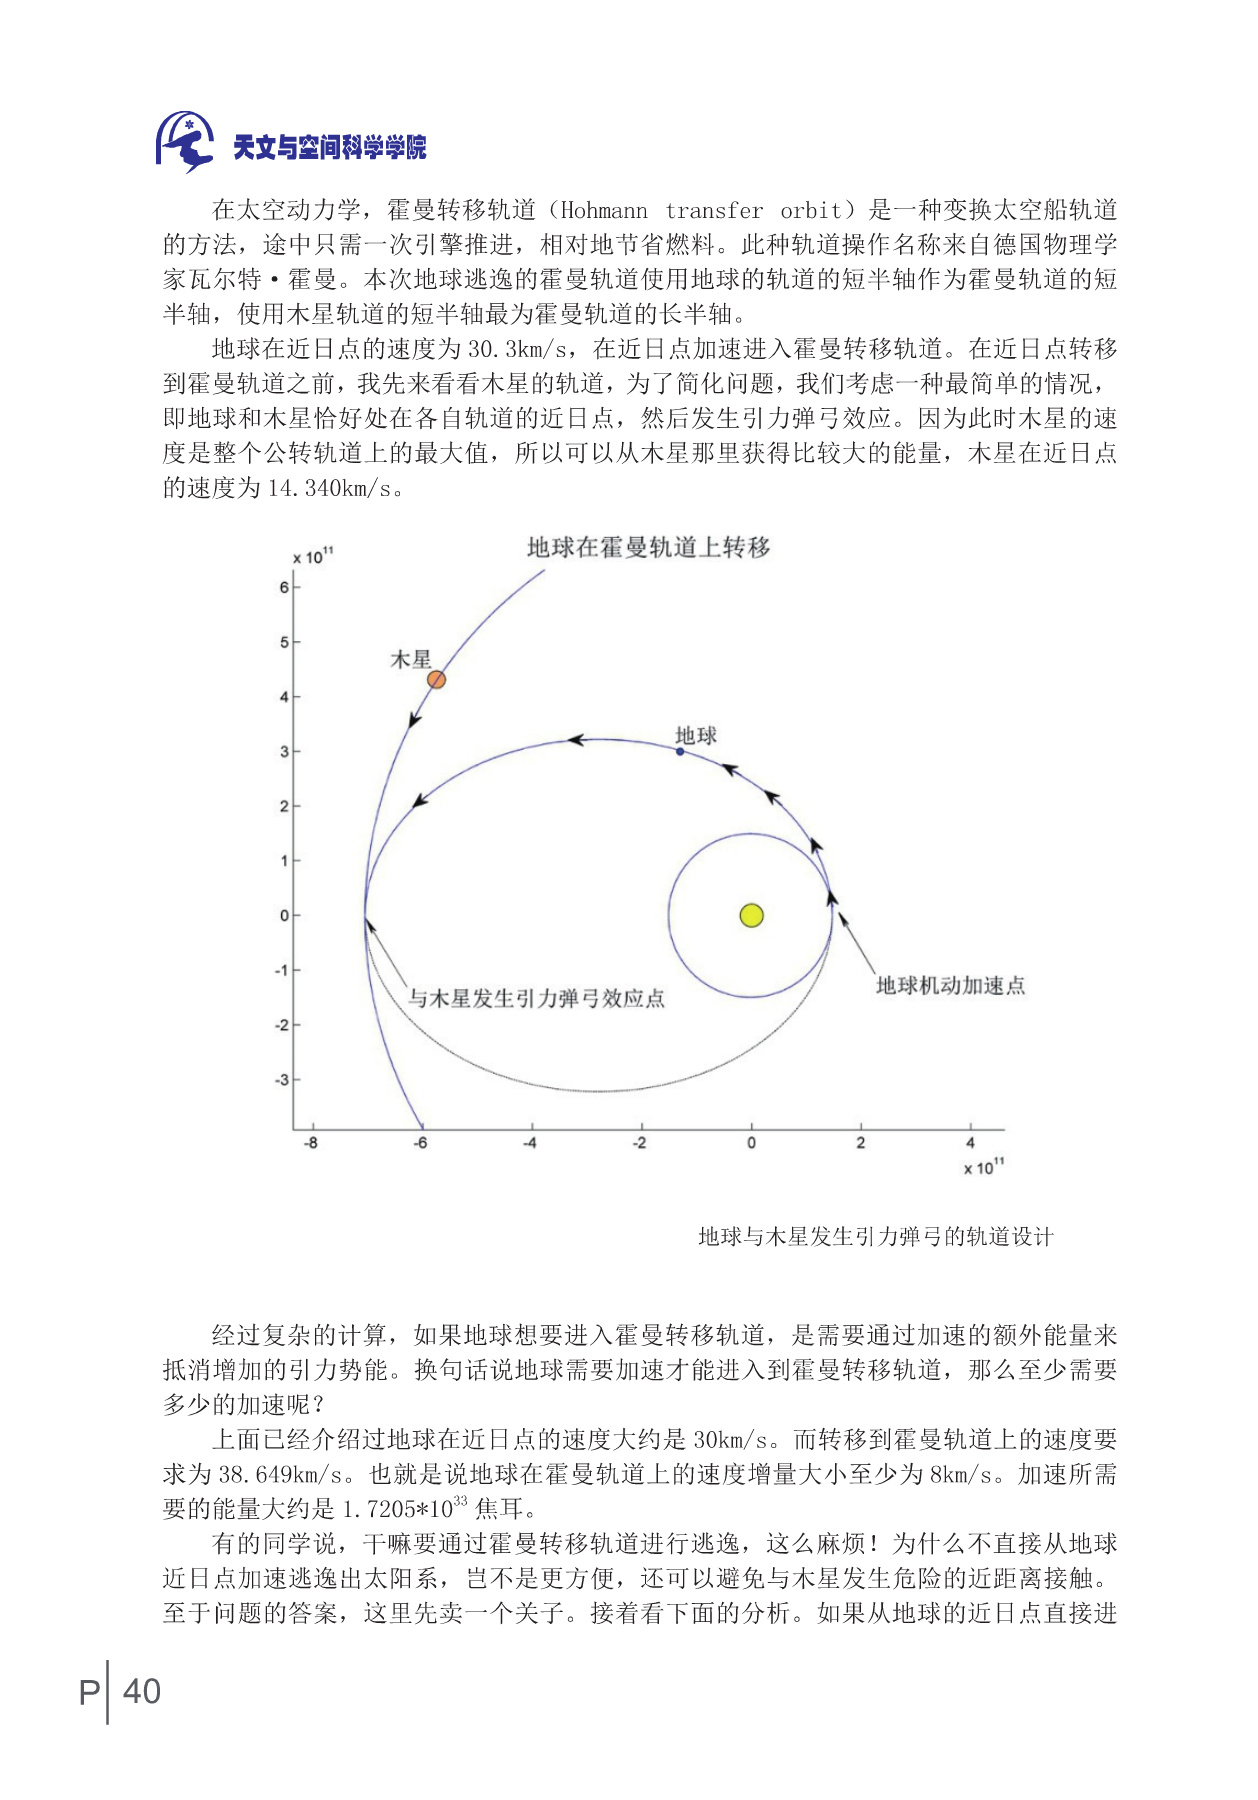 天文与空间科学学院
在太空动力学，霍曼转移轨道（Hohmann transfer orbit）是一种变换太空船轨道
的方法，途中只需一次引擎推进，相对地节省燃料。此种轨道操作名称来自德国物理学
家瓦尔特·霍曼。本次地球逃逸的霍曼轨道使用地球的轨道的短半轴作为霍曼轨道的短
半轴，使用木星轨道的短半轴最为霍曼轨道的长半轴。
地球在近日点的速度为 30.3km/s，在近日点加速进入霍曼转移轨道。在近日点转移
到霍曼轨道之前，我先来看看木星的轨道，为了简化问题，我们考虑一种最简单的情况，
即地球和木星恰好处在各自轨道的近日点，然后发生引力弹弓效应。因为此时木星的速
度是整个公转轨道上的最大值，所以可以从木星那里获得比较大的能量，木星在近日点
的速度为 14.340km/s。
地球在霍曼轨道上转移
x 10¹¹
6
5
木星
4
地球
3
2
1
0
-1
地球机动加速点
与木星发生引力弹弓效应点
-2
-3
-8 -6 -4 -2 0 2 4
x 10¹¹
地球与木星发生引力弹弓的轨道设计
经过复杂的计算，如果地球想要进入霍曼转移轨道，是需要通过加速的额外能量来
抵消增加的引力势能。换句话说地球需要加速才能进入到霍曼转移轨道，那么至少需要
多少的加速呢？
上面已经介绍过地球在近日点的速度大约是 30km/s。而转移到霍曼轨道上的速度要
求为 38.649km/s。也就是说地球在霍曼轨道上的速度增量大小至少为 8km/s。加速所需
要的能量大约是 1.7205*10³³ 焦耳。
有的同学说，干嘛要通过霍曼转移轨道进行逃逸，这么麻烦！为什么不直接从地球
近日点加速逃逸出太阳系，岂不是更方便，还可以避免与木星发生危险的近距离接触。
至于问题的答案，这里先卖一个关子。接着看下面的分析。如果从地球的近日点直接进
P 40